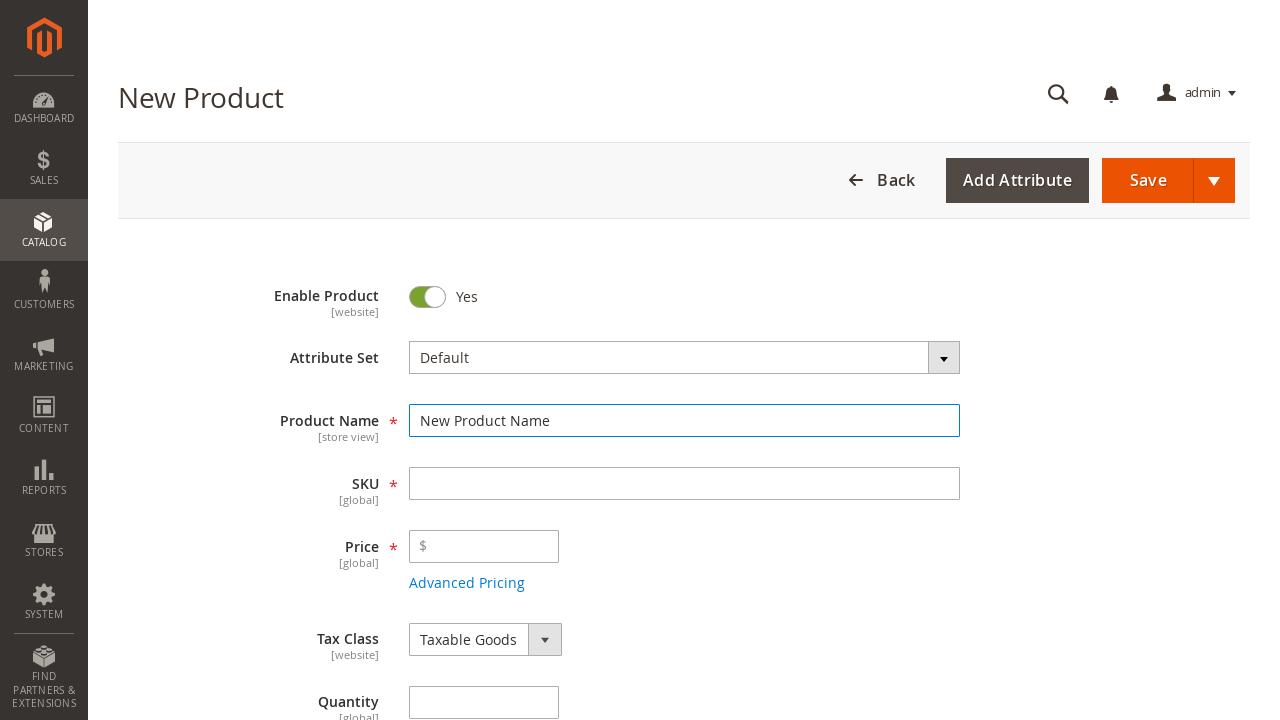 New Product
admin
Back
Add Attribute
Save
DASHBOARD
SALES
CATALOG
CUSTOMERS
MARKETING
CONTENT
REPORTS
STORES
SYSTEM
FIND
PARTNERS &
EXTENSIONS
Enable Product
[website]
Yes
Attribute Set
Default
Product Name *
[store view]
New Product Name
SKU *
[global]
Price *
[global]
$
Advanced Pricing
Tax Class
[website]
Taxable Goods
Quantity
[global]